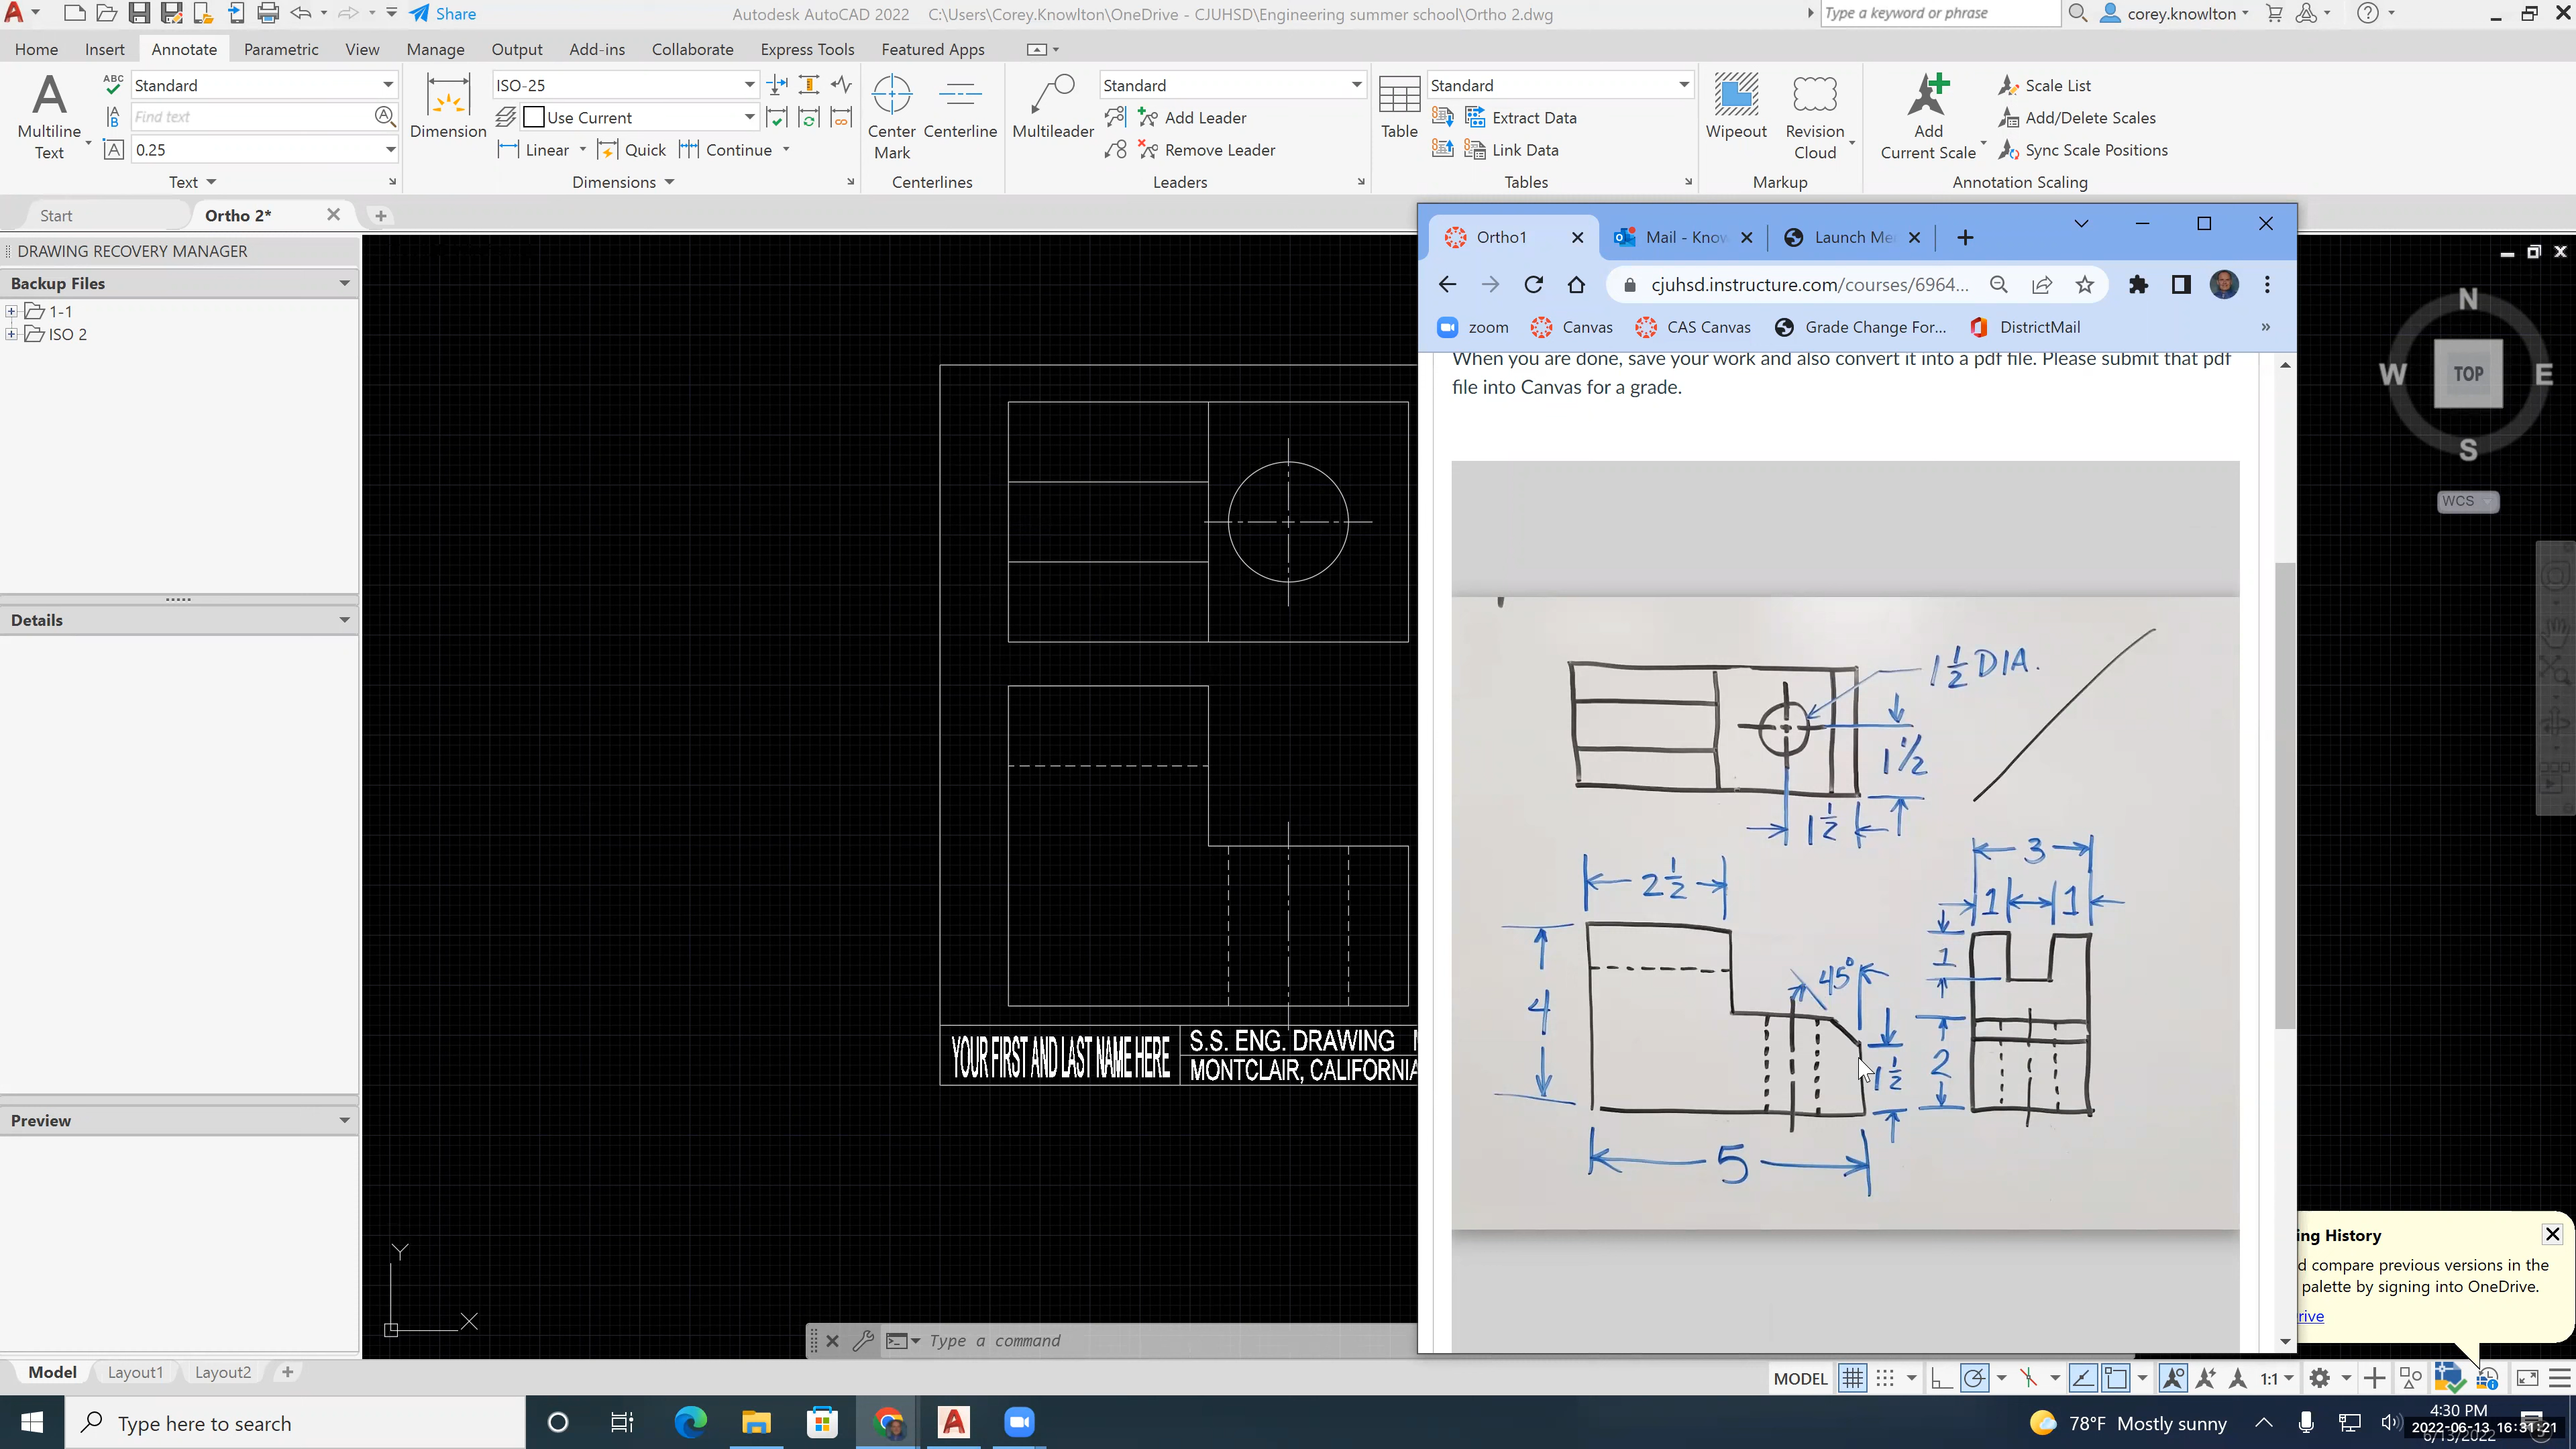 Share
Autodesk AutoCAD 2022 C:\Users\Corey.Knowlton\OneDrive - CJUHSD\Engineering summer school\Ortho 2.dwg
Type a keyword or phrase
corey.knowlton
Home Insert Annotate Parametric View Manage Output Add-ins Collaborate Express Tools Featured Apps
Multiline Text
ABC
Standard
Find text
0.25
Text
Dimension
ISO-25
Use Current
Linear Quick Continue
Dimensions
Center Mark
Centerline
Centerlines
Multileader
Standard
Add Leader
Remove Leader
Leaders
Table
Standard
Extract Data
Link Data
Tables
Wipeout
Revision Cloud
Markup
Add Current Scale
Scale List
Add/Delete Scales
Sync Scale Positions
Annotation Scaling
Start
Ortho 2*
DRAWING RECOVERY MANAGER
Backup Files
1-1
ISO 2
Details
Preview
YOUR FIRST AND LAST NAME HERE
S.S. ENG. DRAWING
MONTCLAIR, CALIFORNIA
Y
X
Type a command
Ortho1
Mail - Know
Launch Me
cjuhsd.instructure.com/courses/6964...
zoom Canvas CAS Canvas Grade Change For... DistrictMail »
When you are done, save your work and also convert it into a pdf file. Please submit that pdf
file into Canvas for a grade.
1 1/2 DIA.
1 1/2
1 1/2
2 1/2
3
1 1
4
45°
1
1 1/2
2
5
N
W TOP E
S
WCS
ing History
d compare previous versions in the
palette by signing into OneDrive.
rive
Model Layout1 Layout2
MODEL
1:1
Type here to search
78°F Mostly sunny
4:30 PM
2022-06-13 16:31:21
6/13/2022